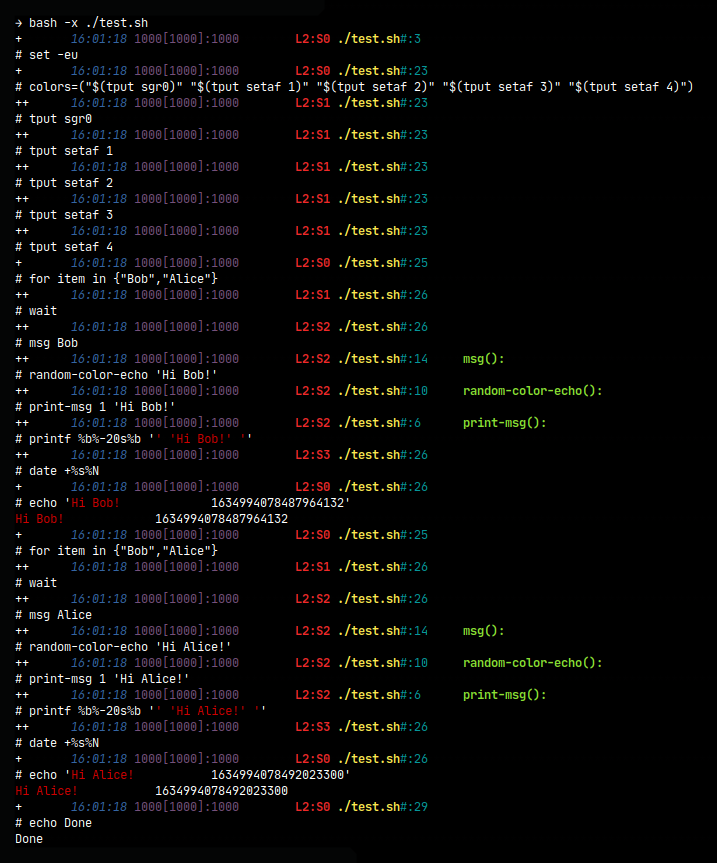 → bash -x ./test.sh
+ 16:01:18 1000[1000]:1000 L2:S0 ./test.sh#:3
# set -eu
+ 16:01:18 1000[1000]:1000 L2:S0 ./test.sh#:23
# colors=("$(tput sgr0)" "$(tput setaf 1)" "$(tput setaf 2)" "$(tput setaf 3)" "$(tput setaf 4)")
++ 16:01:18 1000[1000]:1000 L2:S1 ./test.sh#:23
# tput sgr0
++ 16:01:18 1000[1000]:1000 L2:S1 ./test.sh#:23
# tput setaf 1
++ 16:01:18 1000[1000]:1000 L2:S1 ./test.sh#:23
# tput setaf 2
++ 16:01:18 1000[1000]:1000 L2:S1 ./test.sh#:23
# tput setaf 3
++ 16:01:18 1000[1000]:1000 L2:S1 ./test.sh#:23
# tput setaf 4
+ 16:01:18 1000[1000]:1000 L2:S0 ./test.sh#:25
# for item in {"Bob","Alice"}
++ 16:01:18 1000[1000]:1000 L2:S1 ./test.sh#:26
# wait
++ 16:01:18 1000[1000]:1000 L2:S2 ./test.sh#:26
# msg Bob
++ 16:01:18 1000[1000]:1000 L2:S2 ./test.sh#:14 msg():
# random-color-echo 'Hi Bob!'
++ 16:01:18 1000[1000]:1000 L2:S2 ./test.sh#:10 random-color-echo():
# print-msg 1 'Hi Bob!'
++ 16:01:18 1000[1000]:1000 L2:S2 ./test.sh#:6 print-msg():
# printf %b%-20s%b '' 'Hi Bob!' ''
++ 16:01:18 1000[1000]:1000 L2:S3 ./test.sh#:26
# date +%s%N
+ 16:01:18 1000[1000]:1000 L2:S0 ./test.sh#:26
# echo 'Hi Bob! 1634994078487964132'
Hi Bob! 1634994078487964132
+ 16:01:18 1000[1000]:1000 L2:S0 ./test.sh#:25
# for item in {"Bob","Alice"}
++ 16:01:18 1000[1000]:1000 L2:S1 ./test.sh#:26
# wait
++ 16:01:18 1000[1000]:1000 L2:S2 ./test.sh#:26
# msg Alice
++ 16:01:18 1000[1000]:1000 L2:S2 ./test.sh#:14 msg():
# random-color-echo 'Hi Alice!'
++ 16:01:18 1000[1000]:1000 L2:S2 ./test.sh#:10 random-color-echo():
# print-msg 1 'Hi Alice!'
++ 16:01:18 1000[1000]:1000 L2:S2 ./test.sh#:6 print-msg():
# printf %b%-20s%b '' 'Hi Alice!' ''
++ 16:01:18 1000[1000]:1000 L2:S3 ./test.sh#:26
# date +%s%N
+ 16:01:18 1000[1000]:1000 L2:S0 ./test.sh#:26
# echo 'Hi Alice! 1634994078492023300'
Hi Alice! 1634994078492023300
+ 16:01:18 1000[1000]:1000 L2:S0 ./test.sh#:29
# echo Done
Done